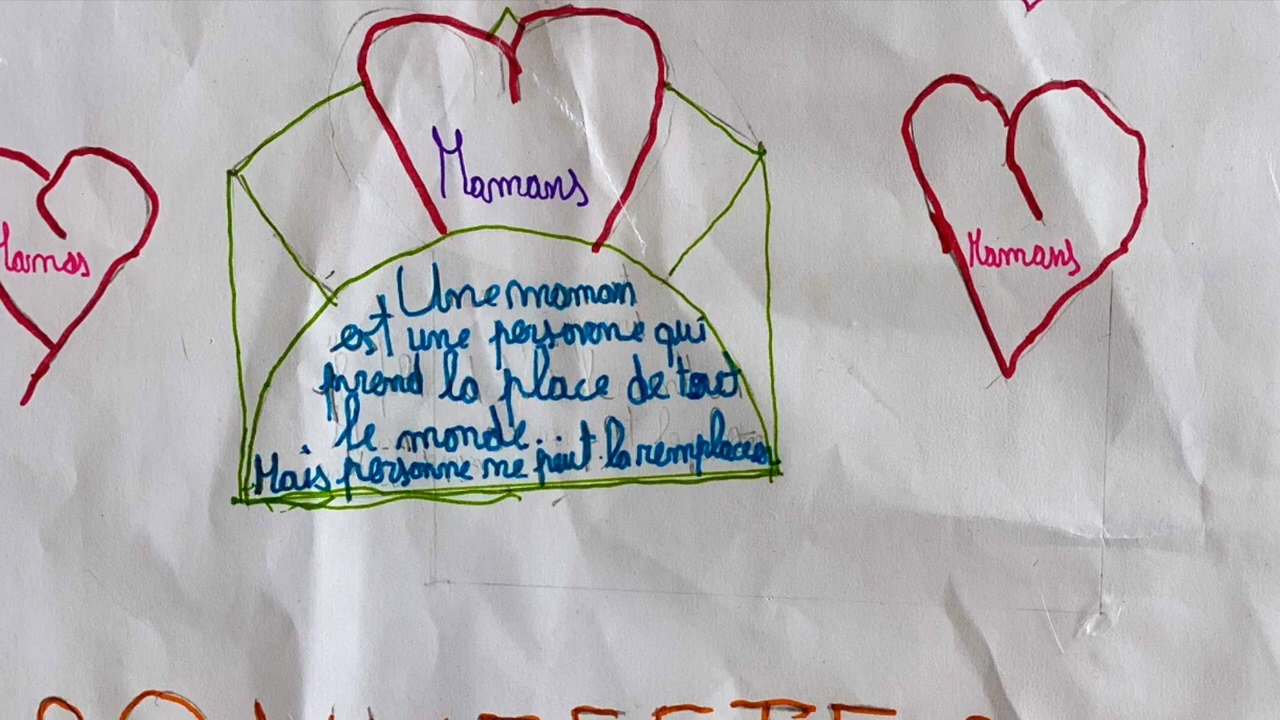 Mamans
Mamans
Une maman
est une personne qui
prend la place de tout
le monde...
Mais personne ne peut la remplacer